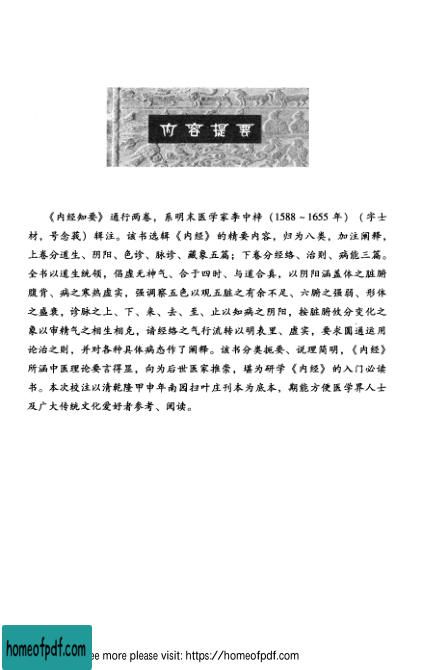 内容提要
《内经知要》通行两卷，系明末医学家李中梓（1588～1655年）（字士
材，号念莪）辑注。该书选辑《内经》的精要内容，归为八类，加注阐释，
上卷分道生、阴阳、色诊、脉诊、藏象五篇；下卷分经络、治则、病能三篇。
全书以道生统领，倡虚无神气、合于四时、与道合真，以阴阳涵盖体之脏腑
腹背、病之寒热虚实，强调察五色以观五脏之有余不足、六腑之强弱、形体
之盛衰，诊脉之上、下、来、去、至、止以知病之阴阳，按脏腑攸分变化之
象以审精气之相生相克，请经络之气行流转以明表里、虚实，要求圆通运用
论治之则，并对各种具体病态作了阐释。该书分类扼要、说理简明，《内经》
所涵中医理论要言得显，向为后世医家推崇，堪为研学《内经》的入门必读
书。本次校注以清乾隆甲申年南园扫叶庄刊本为底本，期能方便医学界人士
及广大传统文化爱好者参考、阅读。
homeofpdf.com
ee more please visit: https://homeofpdf.com